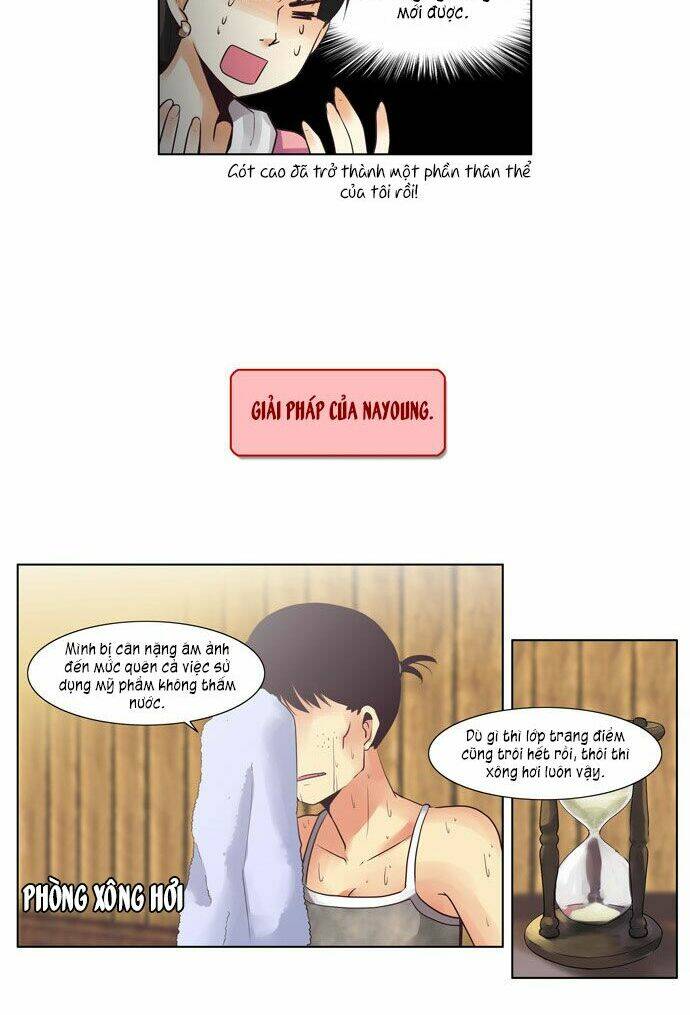 mới được.
Gót cao đã trở thành một phần thân thể
của tôi rồi!
GIẢI PHÁP CỦA NAYOUNG.
Mình bị cân nặng ám ảnh
đến mức quên cả việc sử
dụng mỹ phẩm không thấm
nước.
Dù gì thì lớp trang điểm
cũng trôi hết rồi, thôi thì
xông hơi luôn vậy.
PHÒNG XÔNG HƠI